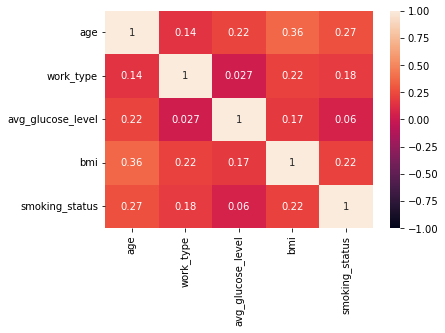 age 1 0.14 0.22 0.36 0.27
work_type 0.14 1 0.027 0.22 0.18
avg_glucose_level 0.22 0.027 1 0.17 0.06
bmi 0.36 0.22 0.17 1 0.22
smoking_status 0.27 0.18 0.06 0.22 1
age
work_type
avg_glucose_level
bmi
smoking_status
1.00
0.75
0.50
0.25
0.00
−0.25
−0.50
−0.75
−1.00